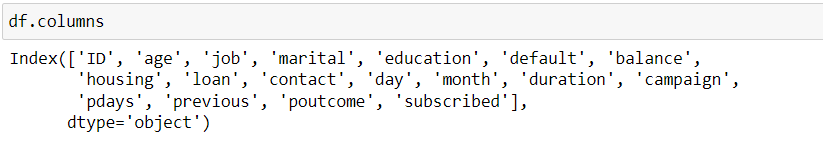 df.columns
Index(['ID', 'age', 'job', 'marital', 'education', 'default', 'balance',
'housing', 'loan', 'contact', 'day', 'month', 'duration', 'campaign',
'pdays', 'previous', 'poutcome', 'subscribed'],
dtype='object')